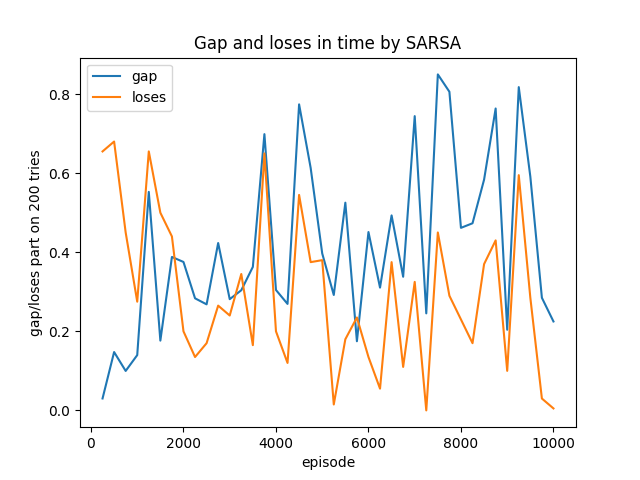 Gap and loses in time by SARSA
gap
loses
gap/loses part on 200 tries
0.8
0.6
0.4
0.2
0.0
0 2000 4000 6000 8000 10000
episode